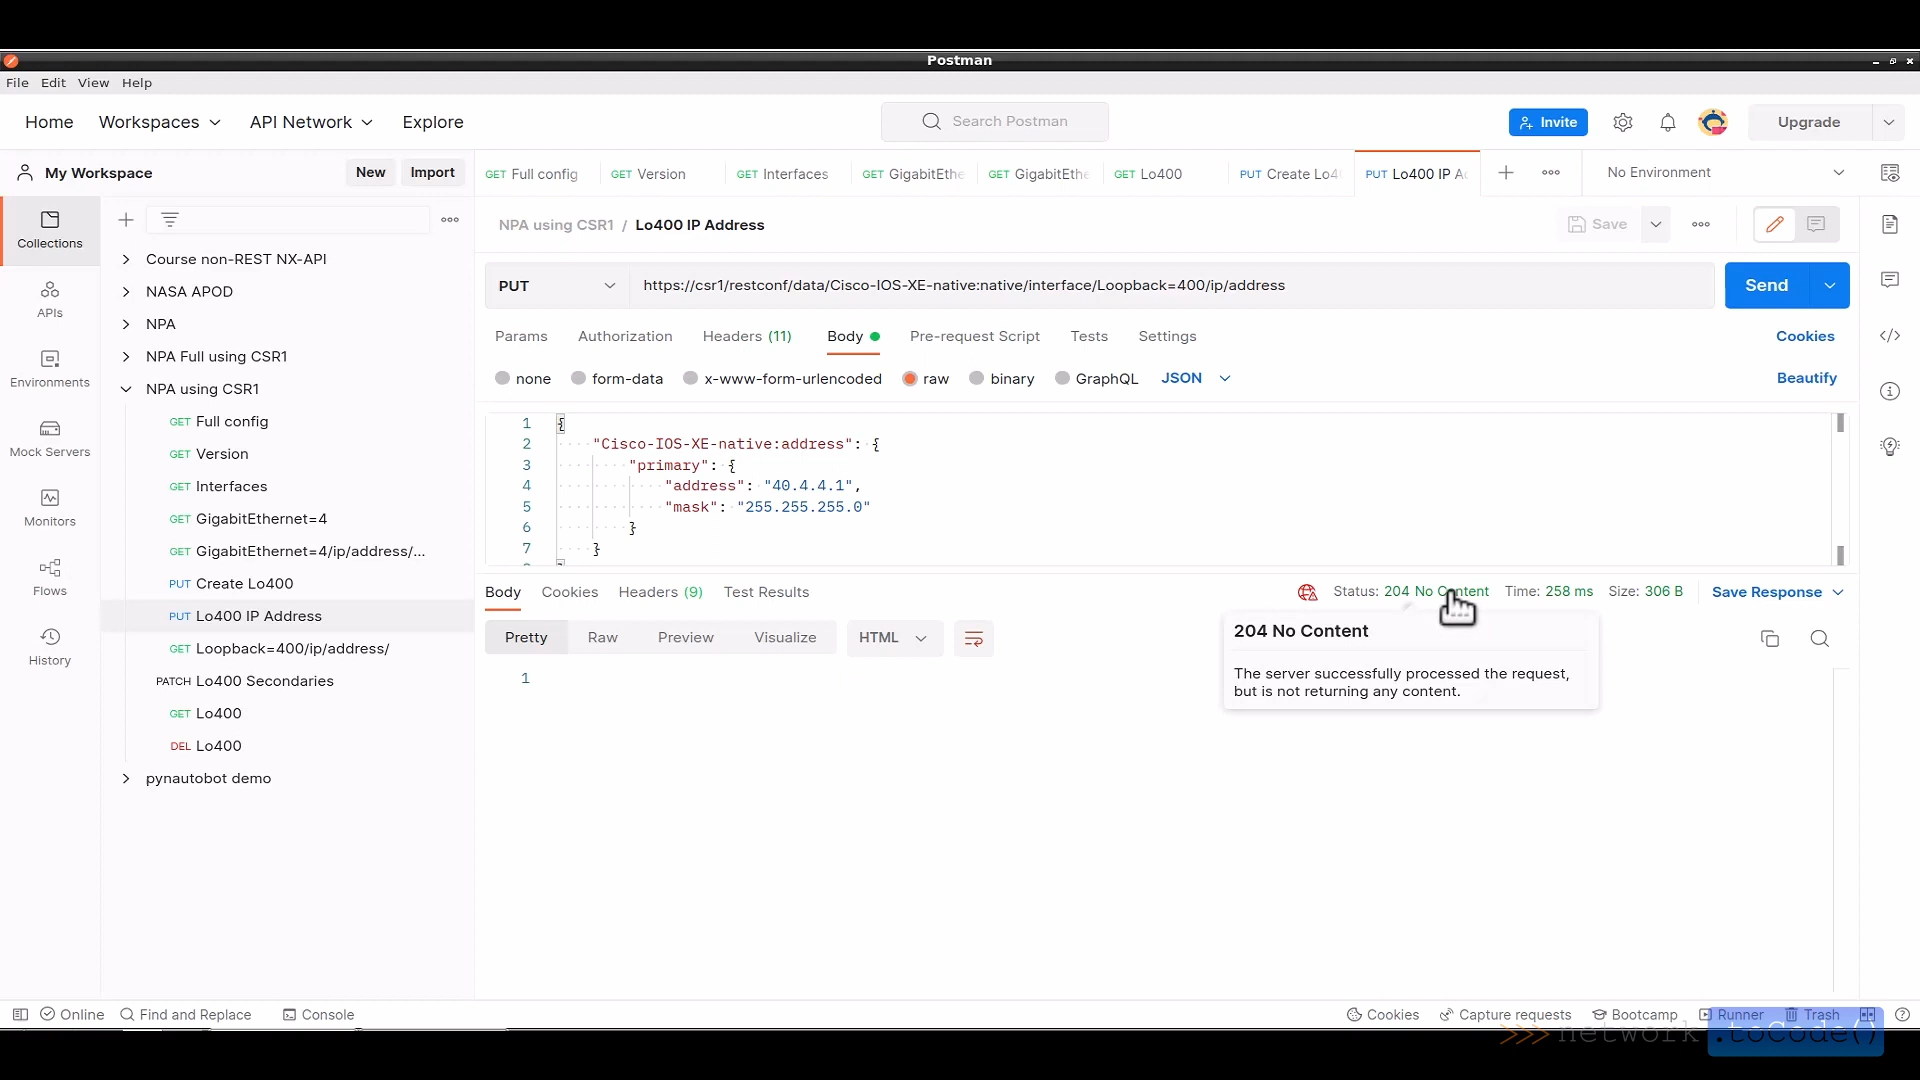 Postman
File Edit View Help
Home Workspaces API Network Explore Search Postman Invite Upgrade
My Workspace New Import
GET Full config GET Version GET Interfaces GET GigabitEthe GET GigabitEthe GET Lo400 PUT Create Lo4 PUT Lo400 IP Ad No Environment
Collections
APIs
Environments
Mock Servers
Monitors
Flows
History
Course non-REST NX-API
NASA APOD
NPA
NPA Full using CSR1
NPA using CSR1
GET Full config
GET Version
GET Interfaces
GET GigabitEthernet=4
GET GigabitEthernet=4/ip/address/...
PUT Create Lo400
PUT Lo400 IP Address
GET Loopback=400/ip/address/
PATCH Lo400 Secondaries
GET Lo400
DEL Lo400
pynautobot demo
NPA using CSR1 / Lo400 IP Address Save
PUT https://csr1/restconf/data/Cisco-IOS-XE-native:native/interface/Loopback=400/ip/address Send
Params Authorization Headers (11) Body Pre-request Script Tests Settings Cookies
none form-data x-www-form-urlencoded raw binary GraphQL JSON Beautify
1 {
2 "Cisco-IOS-XE-native:address": {
3 "primary": {
4 "address": "40.4.4.1",
5 "mask": "255.255.255.0"
6 }
7 }
Body Cookies Headers (9) Test Results Status: 204 No Content Time: 258 ms Size: 306 B Save Response
Pretty Raw Preview Visualize HTML
1
204 No Content
The server successfully processed the request,
but is not returning any content.
Online Find and Replace Console Cookies Capture requests Bootcamp Runner Trash
>>> network .toCode()